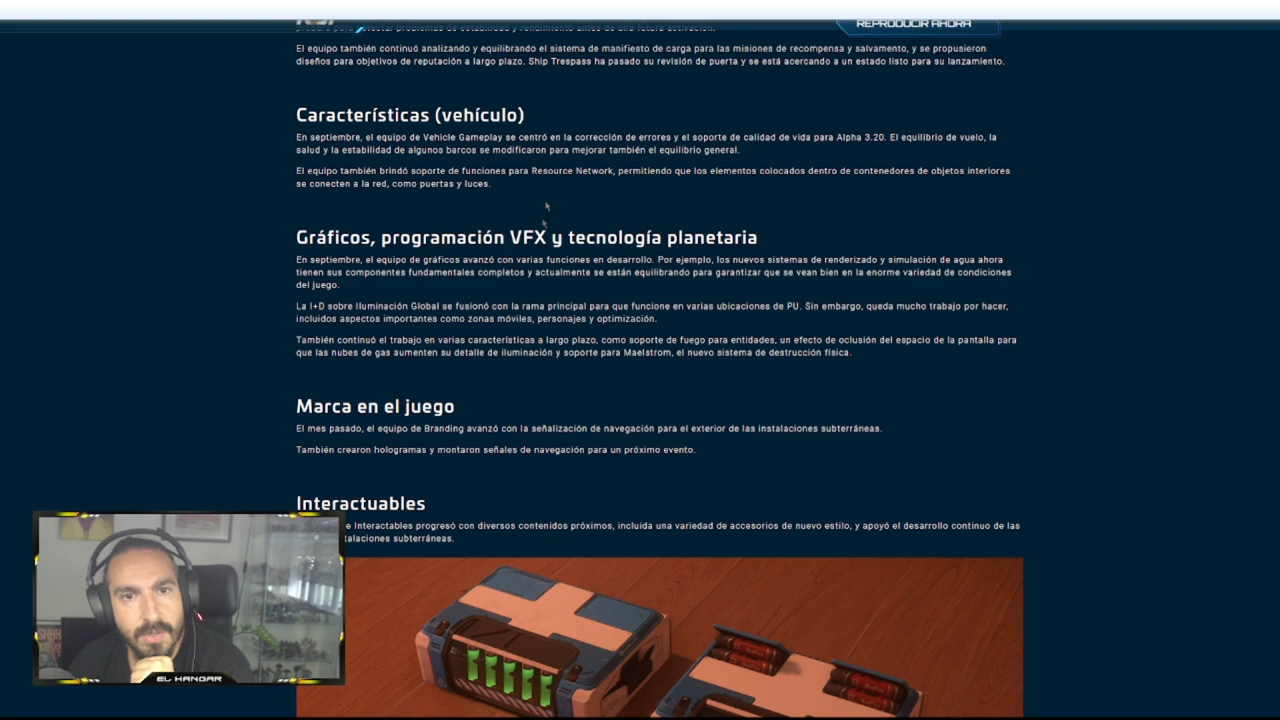 REPRODUCIR AHORA
estabilidad y rendimiento antes de una futura activación.
El equipo también continuó analizando y equilibrando el sistema de manifiesto de carga para las misiones de recompensa y salvamento, y se propusieron
diseños para objetivos de reputación a largo plazo. Ship Trespass ha pasado su revisión de puerta y se está acercando a un estado listo para su lanzamiento.
Características (vehículo)
En septiembre, el equipo de Vehicle Gameplay se centró en la corrección de errores y el soporte de calidad de vida para Alpha 3.20. El equilibrio de vuelo, la
salud y la estabilidad de algunos barcos se modificaron para mejorar también el equilibrio general.
El equipo también brindó soporte de funciones para Resource Network, permitiendo que los elementos colocados dentro de contenedores de objetos interiores
se conecten a la red, como puertas y luces.
Gráficos, programación VFX y tecnología planetaria
En septiembre, el equipo de gráficos avanzó con varias funciones en desarrollo. Por ejemplo, los nuevos sistemas de renderizado y simulación de agua ahora
tienen sus componentes fundamentales completos y actualmente se están equilibrando para garantizar que se vean bien en la enorme variedad de condiciones
del juego.
La I+D sobre Iluminación Global se fusionó con la rama principal para que funcione en varias ubicaciones de PU. Sin embargo, queda mucho trabajo por hacer,
incluidos aspectos importantes como zonas móviles, personajes y optimización.
También continuó el trabajo en varias características a largo plazo, como soporte de fuego para entidades, un efecto de oclusión del espacio de la pantalla para
que las nubes de gas aumenten su detalle de iluminación y soporte para Maelstrom, el nuevo sistema de destrucción física.
Marca en el juego
El mes pasado, el equipo de Branding avanzó con la señalización de navegación para el exterior de las instalaciones subterráneas.
También crearon hologramas y montaron señales de navegación para un próximo evento.
Interactuables
e Interactables progresó con diversos contenidos próximos, incluida una variedad de accesorios de nuevo estilo, y apoyó el desarrollo continuo de las
talaciones subterráneas.
EL HANGAR